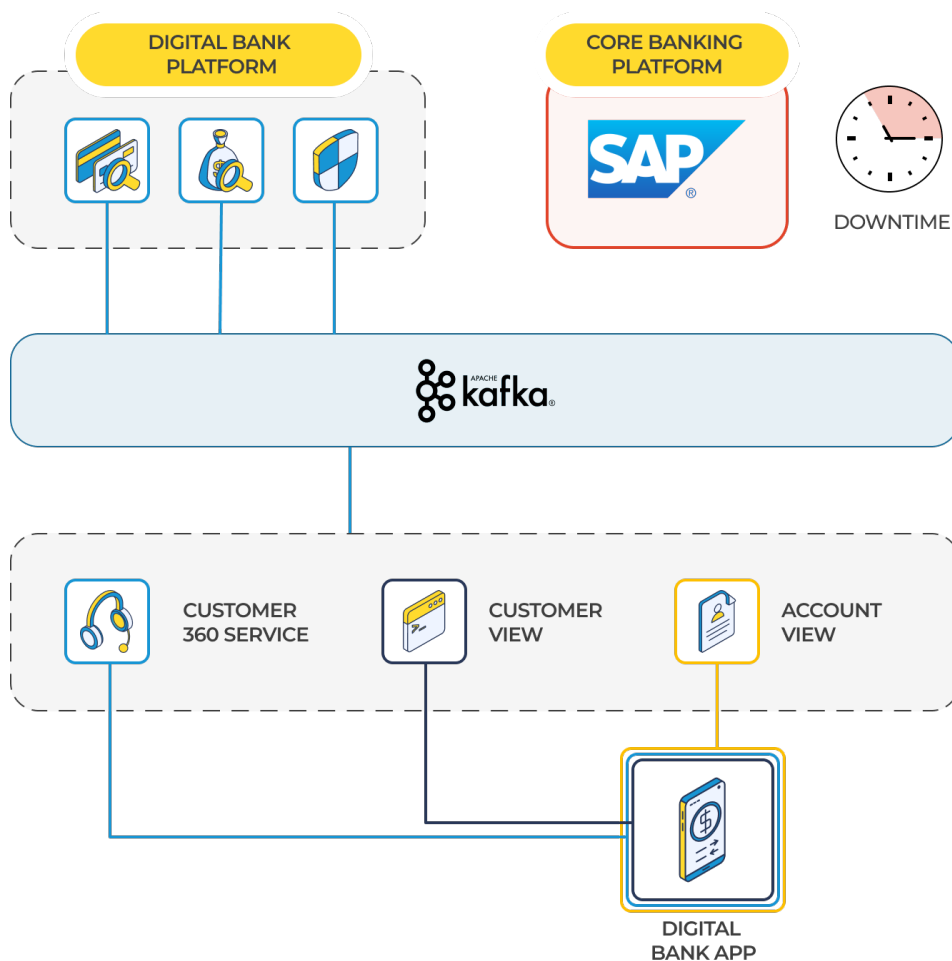 DIGITAL BANK
PLATFORM
CORE BANKING
PLATFORM
SAP®
DOWNTIME
APACHE
kafka®
CUSTOMER
360 SERVICE
CUSTOMER
VIEW
ACCOUNT
VIEW
DIGITAL
BANK APP